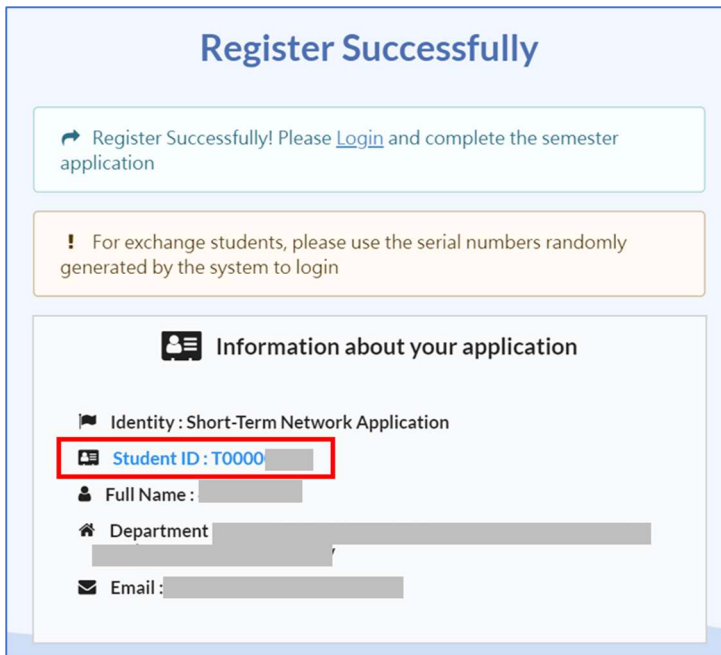 Register Successfully
Register Successfully! Please Login and complete the semester
application
! For exchange students, please use the serial numbers randomly
generated by the system to login
Information about your application
Identity : Short-Term Network Application
Student ID : T0000
Full Name :
Department
Email :